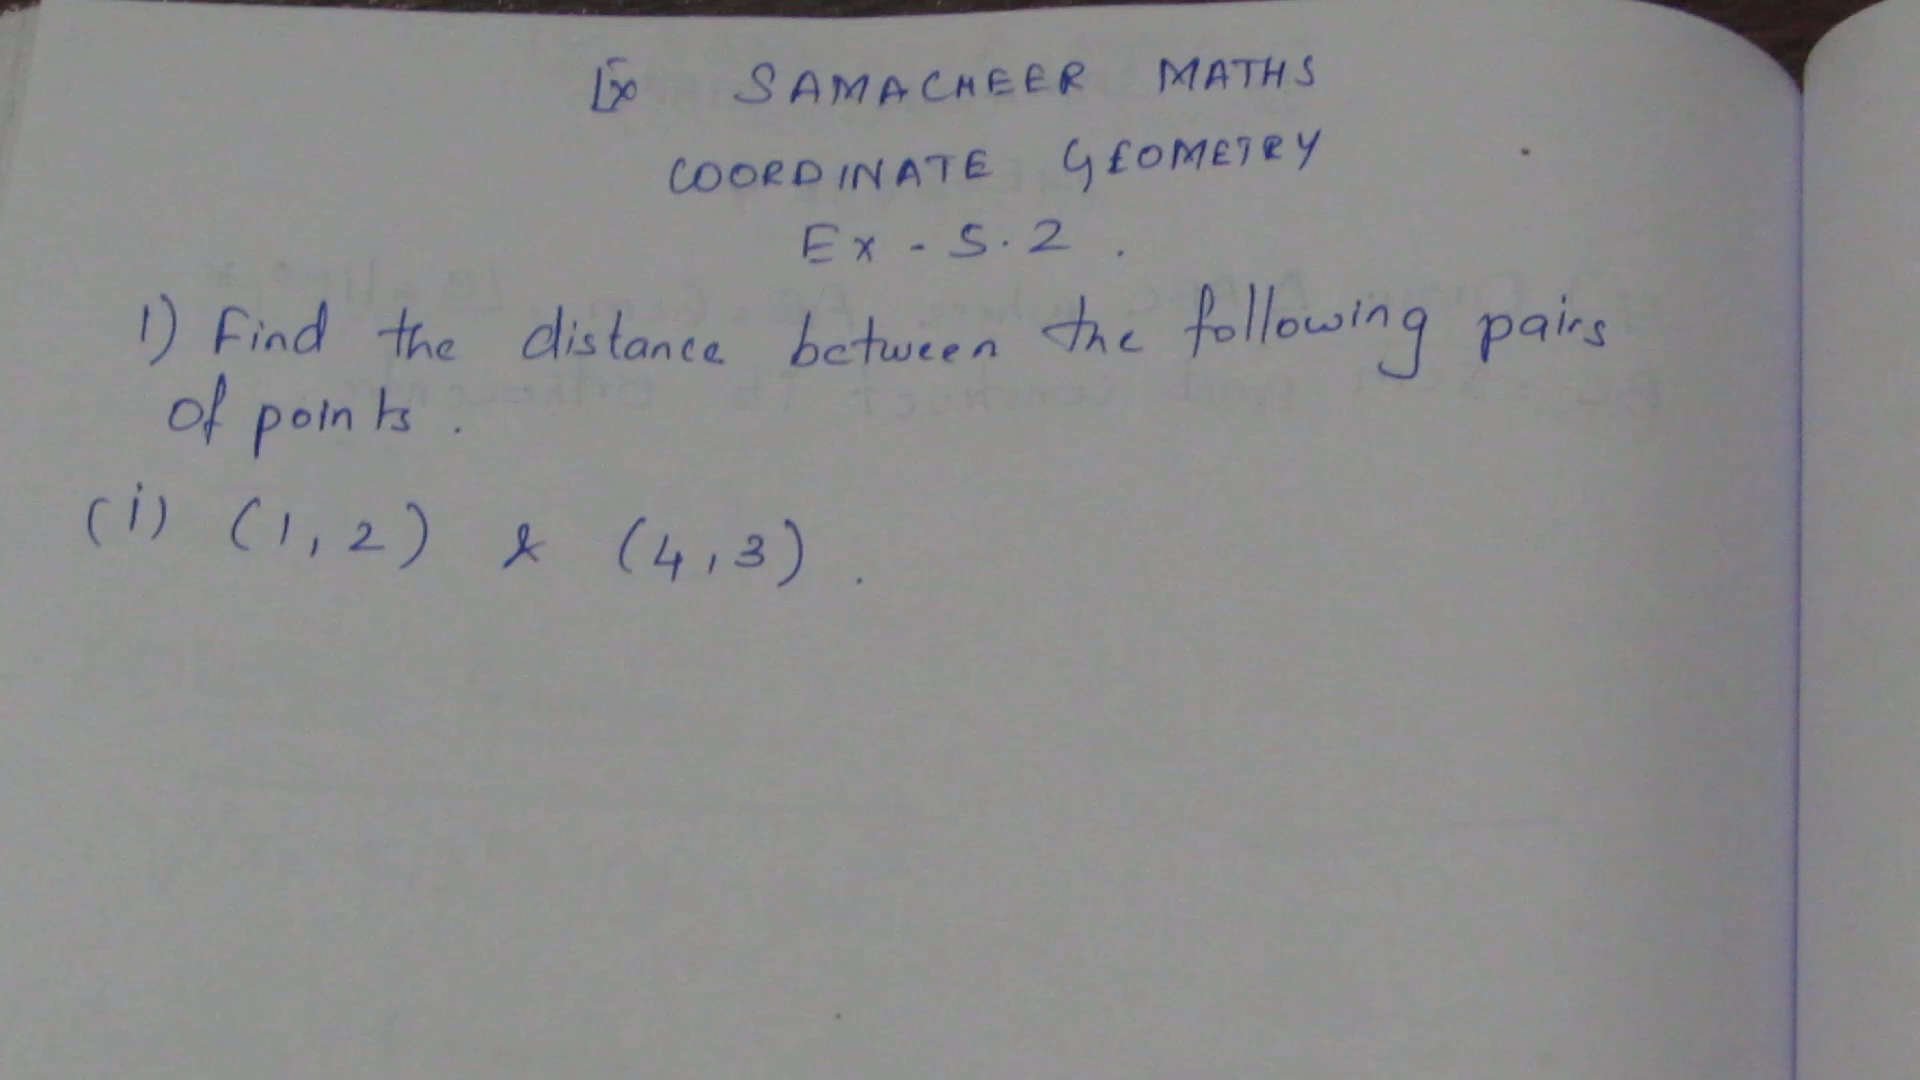 IX SAMACHEER MATHS
COORDINATE GEOMETRY
Ex - 5.2 .
1) Find the distance between the following pairs
of points .
(i) (1,2) & (4,3) .